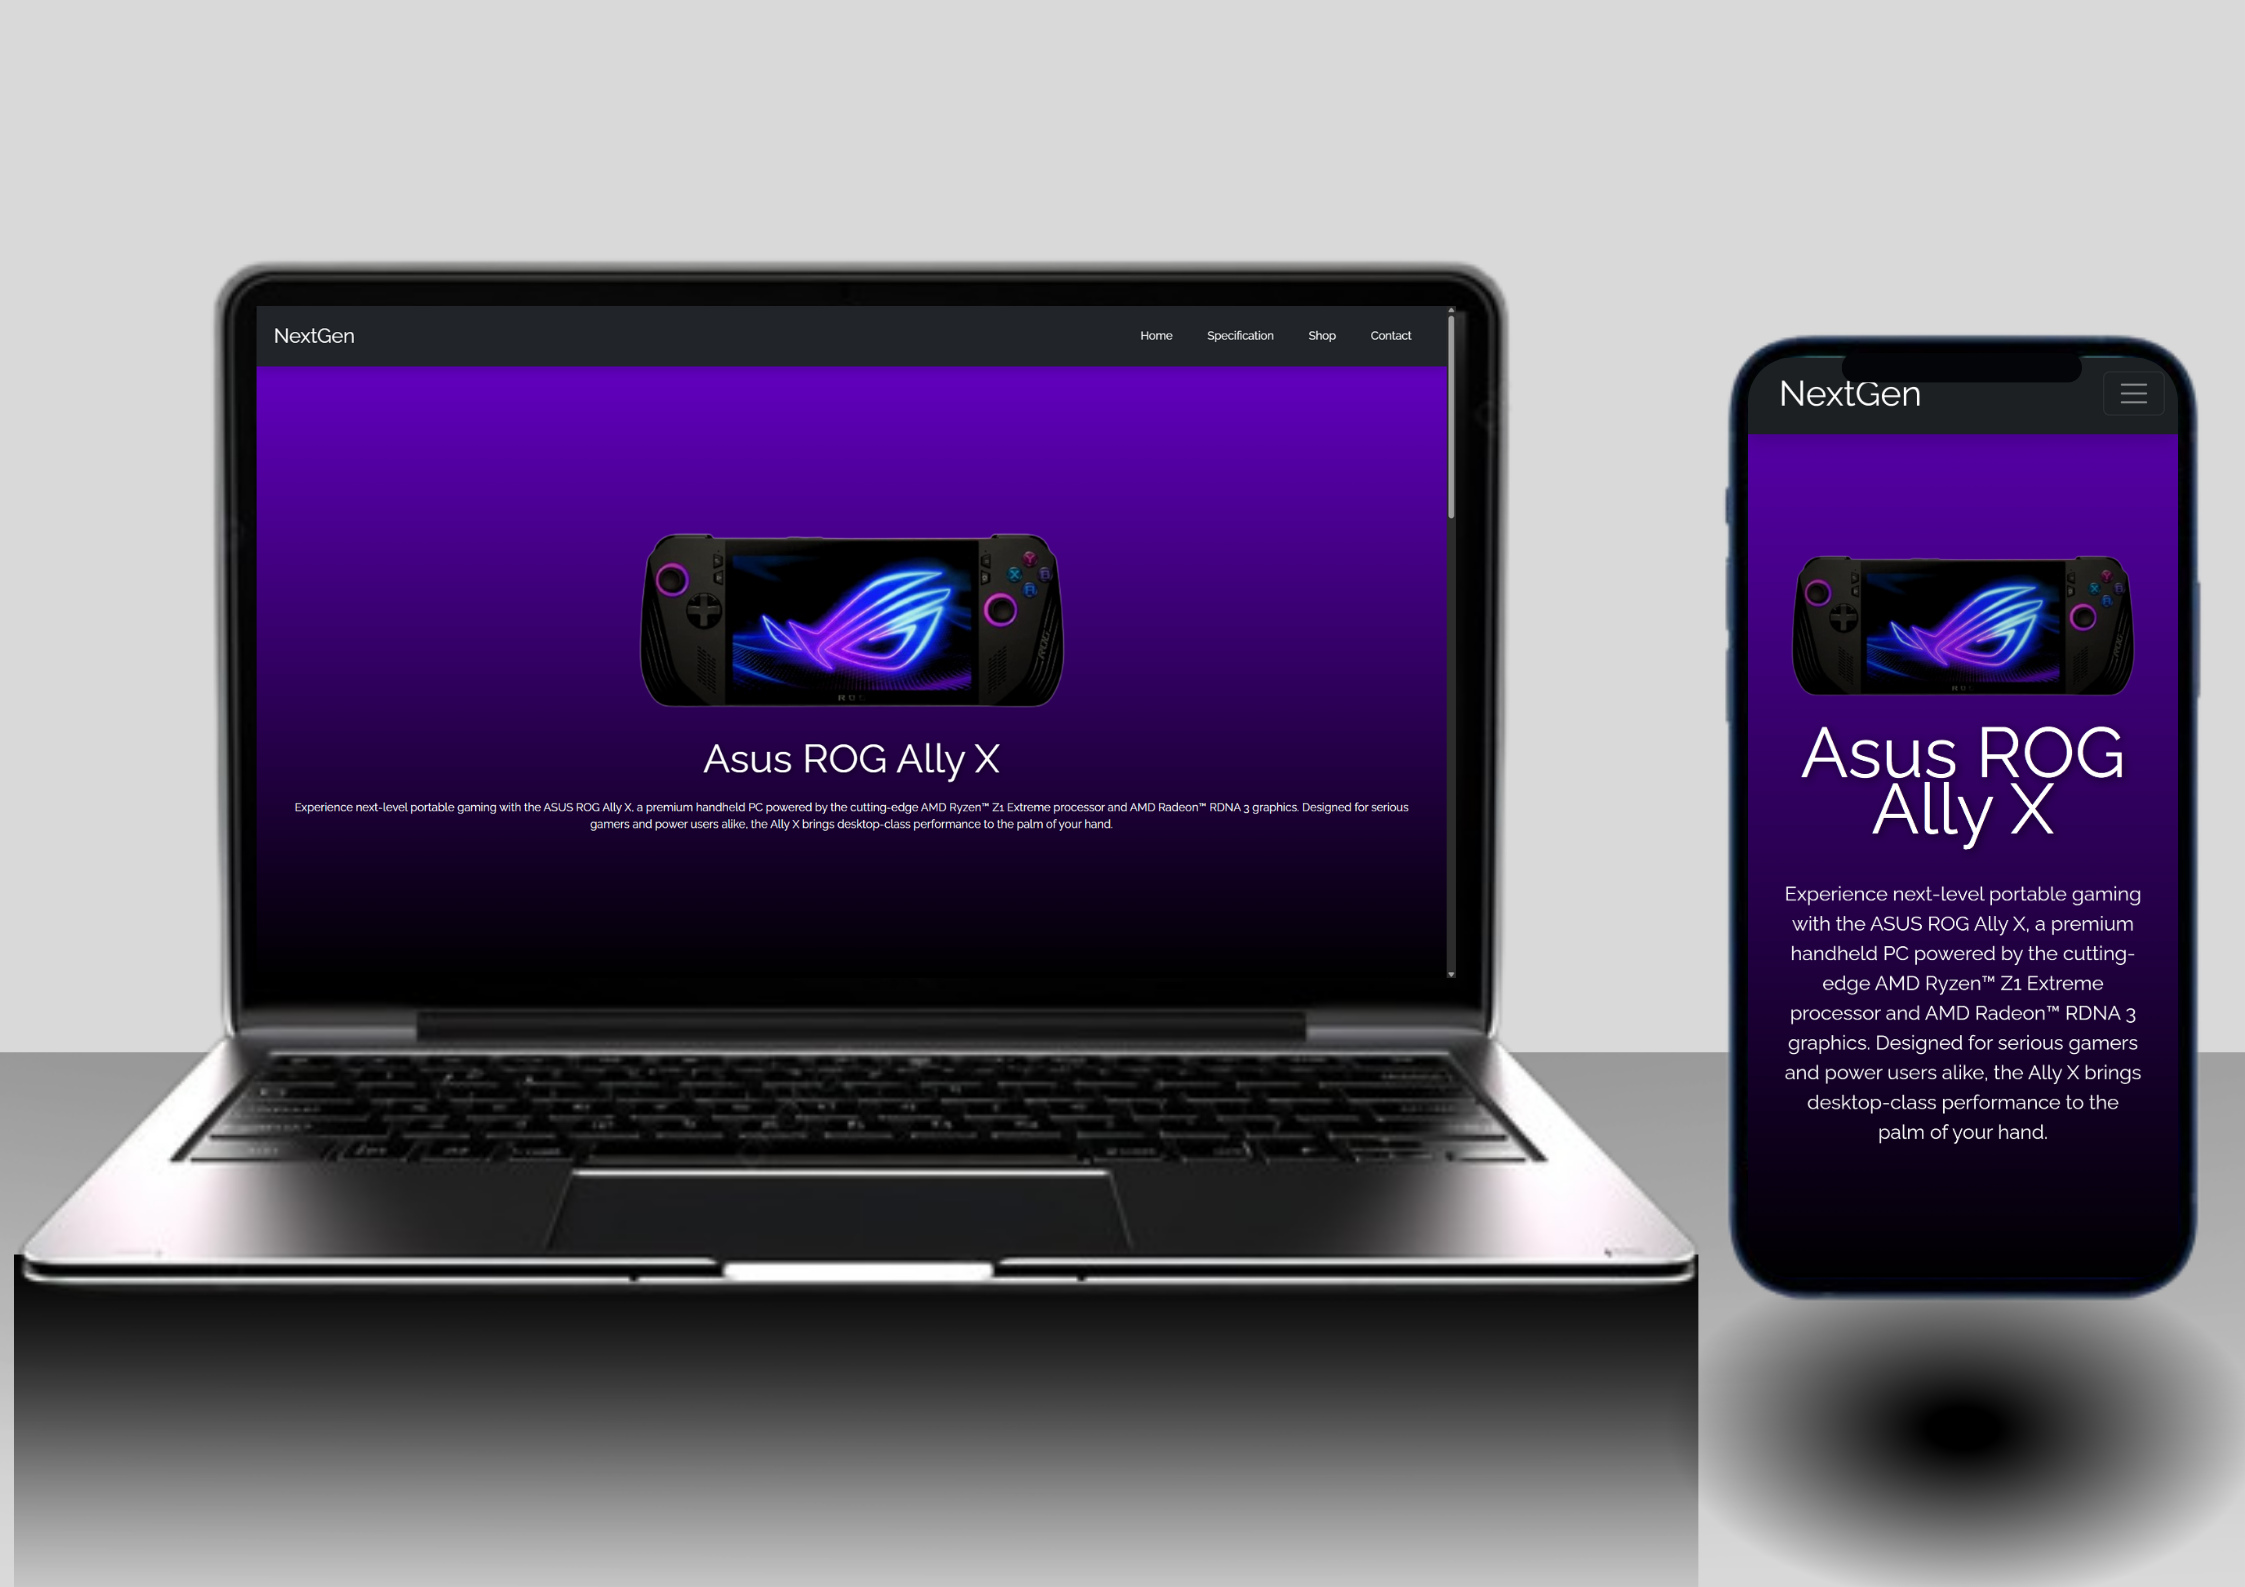 NextGen
Home Specification Shop Contact
Asus ROG Ally X
Experience next-level portable gaming with the ASUS ROG Ally X, a premium handheld PC powered by the cutting-edge AMD Ryzen™ Z1 Extreme processor and AMD Radeon™ RDNA 3 graphics. Designed for serious
gamers and power users alike, the Ally X brings desktop-class performance to the palm of your hand.
NextGen
Y
X
ROG
Asus ROG
Ally X
Experience next-level portable gaming
with the ASUS ROG Ally X, a premium
handheld PC powered by the cutting-
edge AMD Ryzen™ Z1 Extreme
processor and AMD Radeon™ RDNA 3
graphics. Designed for serious gamers
and power users alike, the Ally X brings
desktop-class performance to the
palm of your hand.